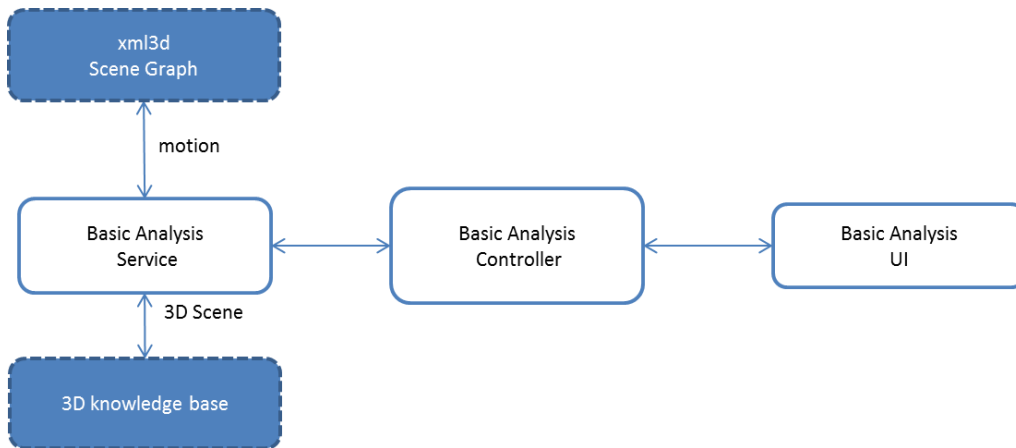 xml3d
Scene Graph
motion
Basic Analysis
Service
Basic Analysis
Controller
Basic Analysis
UI
3D Scene
3D knowledge base